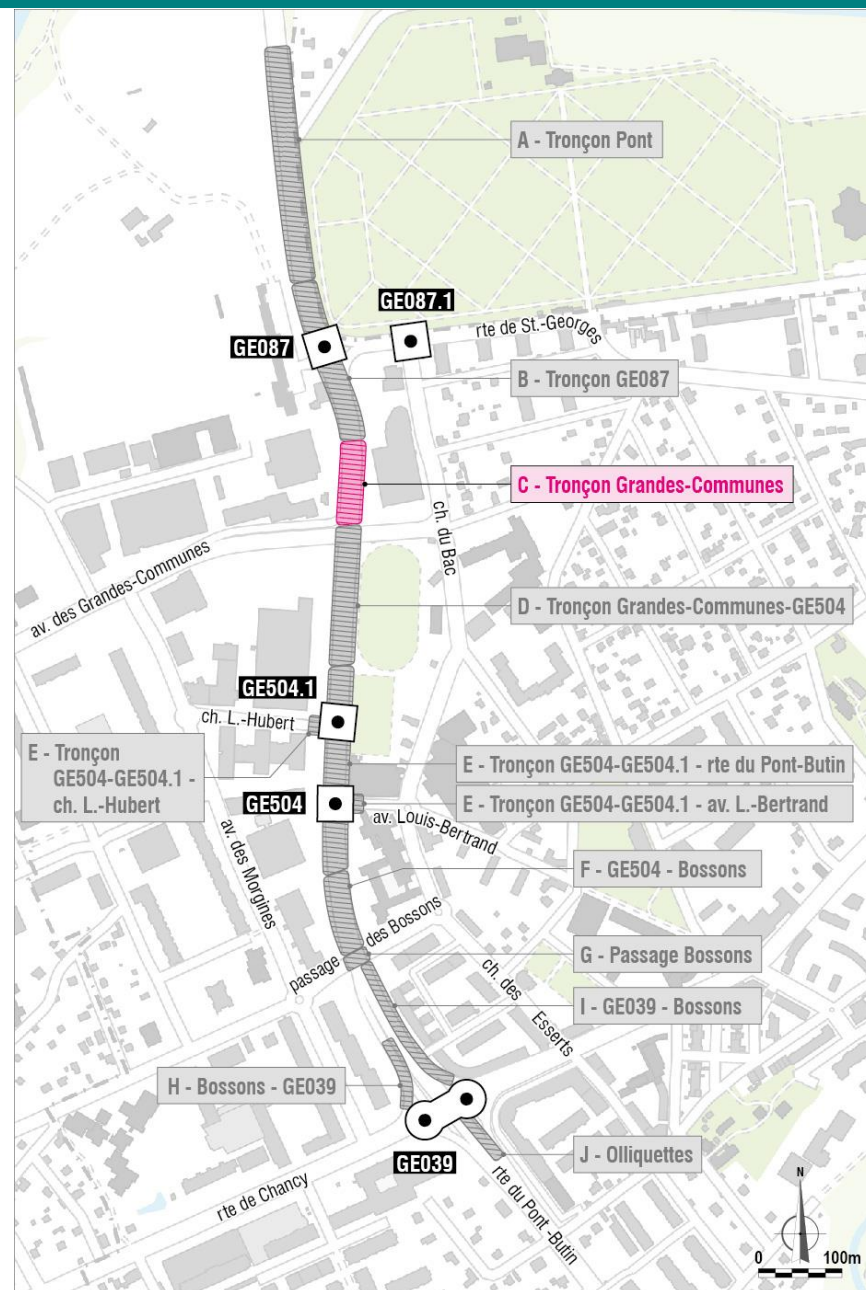 A - Tronçon Pont
GE087.1
GE087
rte de St.-Georges
B - Tronçon GE087
C - Tronçon Grandes-Communes
ch. du Bac
av. des Grandes-Communes
D - Tronçon Grandes-Communes-GE504
GE504.1
ch. L.-Hubert
E - Tronçon
GE504-GE504.1 -
ch. L.-Hubert
E - Tronçon GE504-GE504.1 - rte du Pont-Butin
GE504
E - Tronçon GE504-GE504.1 - av. L.-Bertrand
av. Louis-Bertrand
av. des Morgines
F - GE504 - Bossons
passage des Bossons
G - Passage Bossons
ch. des Esserts
I - GE039 - Bossons
H - Bossons - GE039
GE039
J - Olliquettes
rte de Chancy
rte du Pont -Butin
N
0 100m